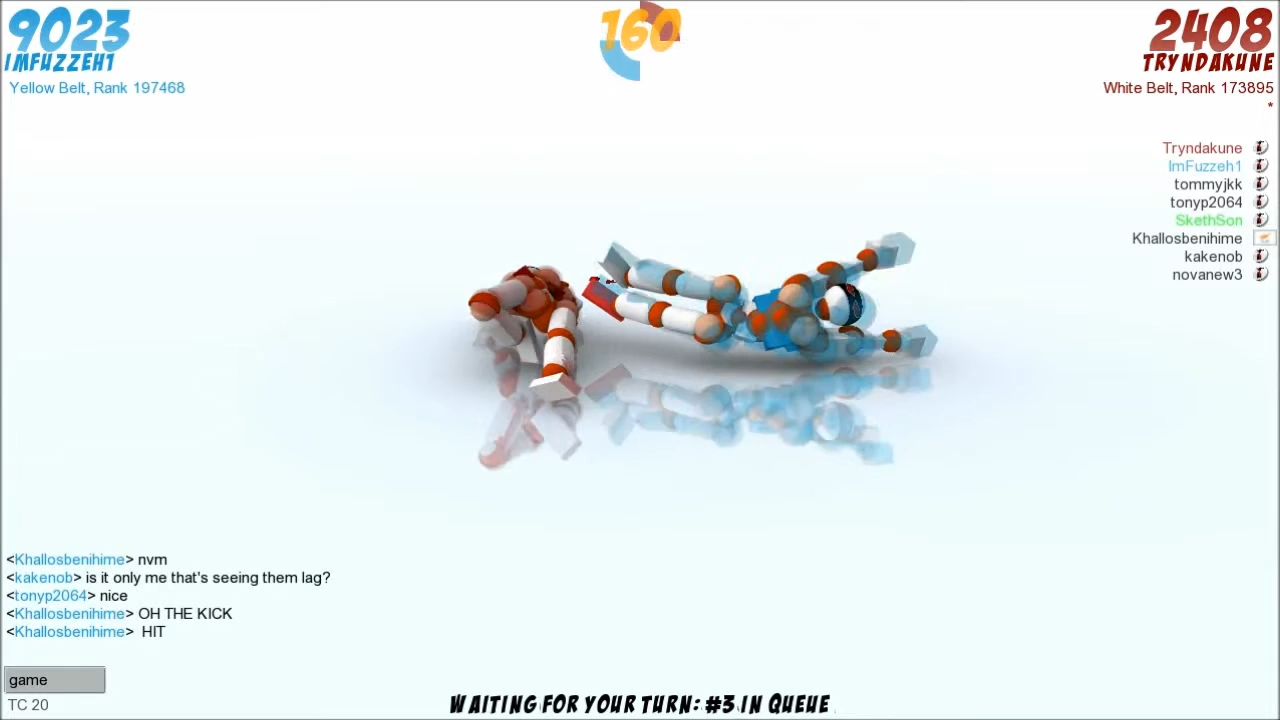 9023
IMFUZZEH1
Yellow Belt, Rank 197468
160
2408
TRYNDAKUNE
White Belt, Rank 173895
*
Tryndakune
ImFuzzeh1
tommyjkk
tonyp2064
SkethSon
Khallosbenihime
kakenob
novanew3
<Khallosbenihime> nvm
<kakenob> is it only me that's seeing them lag?
<tonyp2064> nice
<Khallosbenihime> OH THE KICK
<Khallosbenihime>  HIT
game
TC 20
WAITING FOR YOUR TURN: #3 IN QUEUE